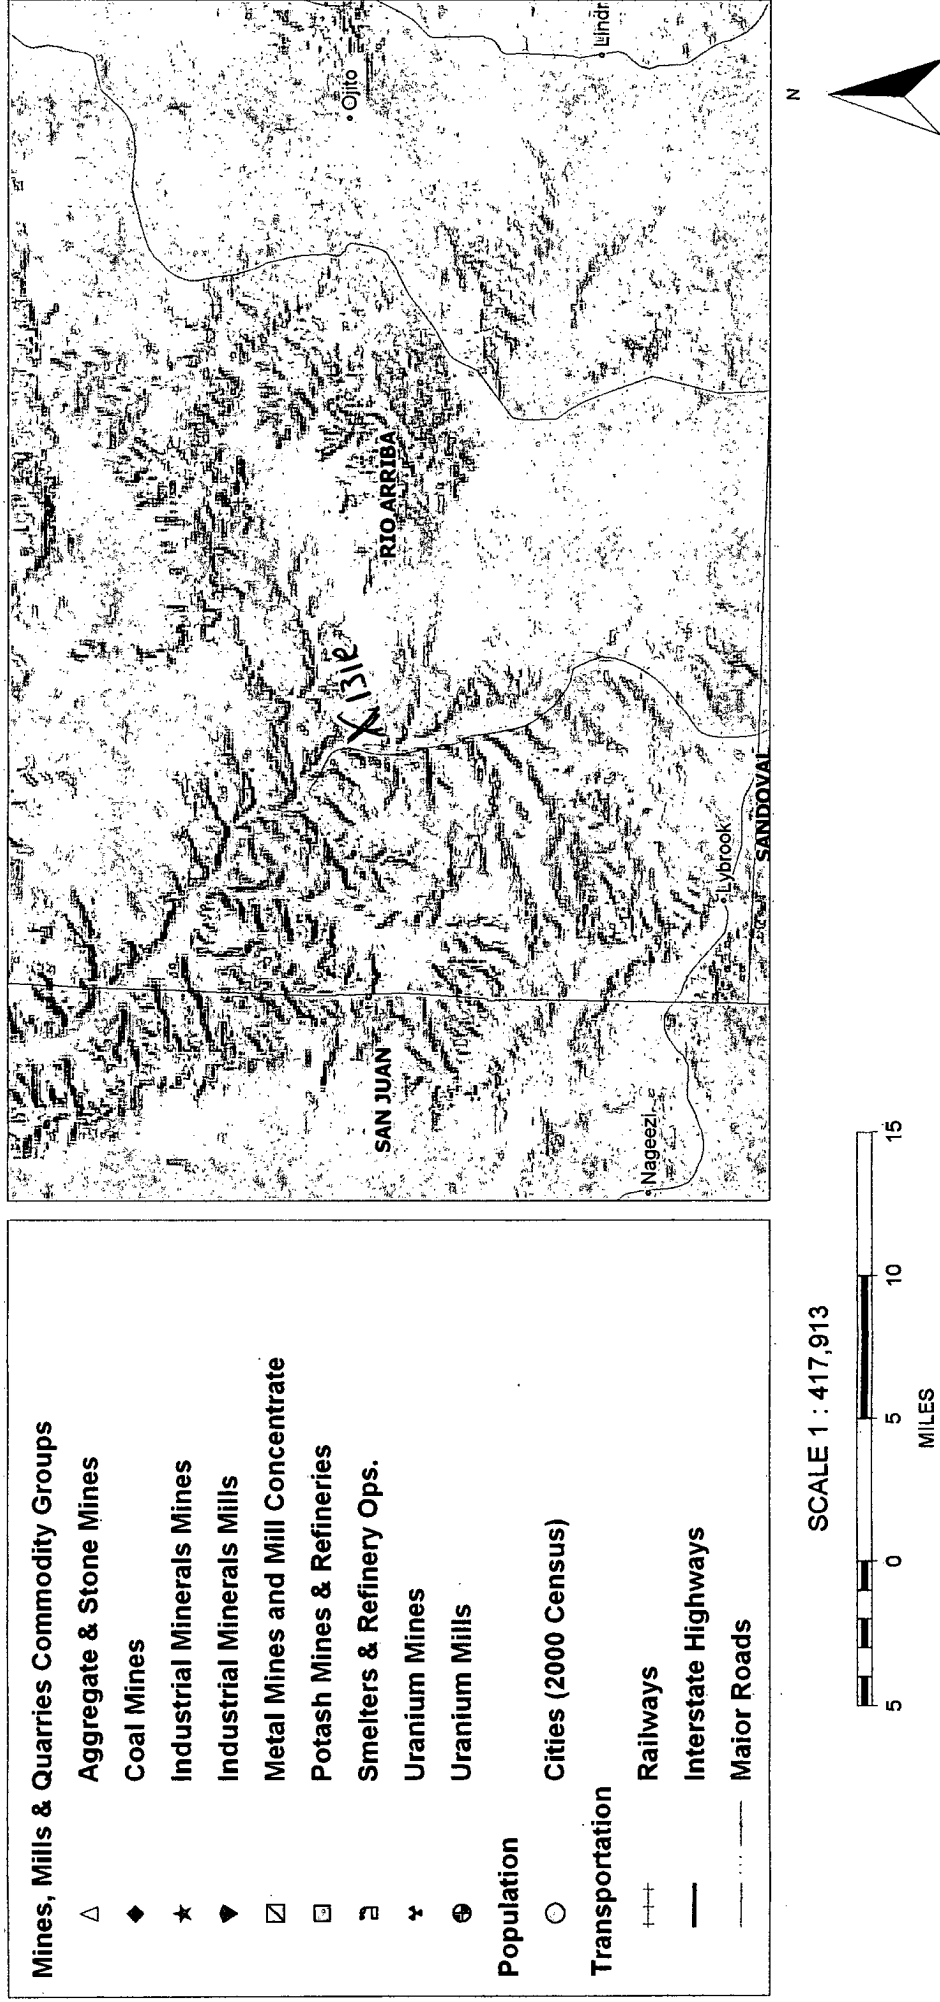 Mines, Mills & Quarries Commodity Groups
Aggregate & Stone Mines
Coal Mines
Industrial Minerals Mines
Industrial Minerals Mills
Metal Mines and Mill Concentrate
Potash Mines & Refineries
Smelters & Refinery Ops.
Uranium Mines
Uranium Mills
Population
Cities (2000 Census)
Transportation
Railways
Interstate Highways
Major Roads
SAN JUAN
RIO ARRIBA
SANDOVAL
Nageezi
Lybrook
Ojito
Lindr
X 131E
SCALE 1 : 417,913
5 0 5 10 15
MILES
N